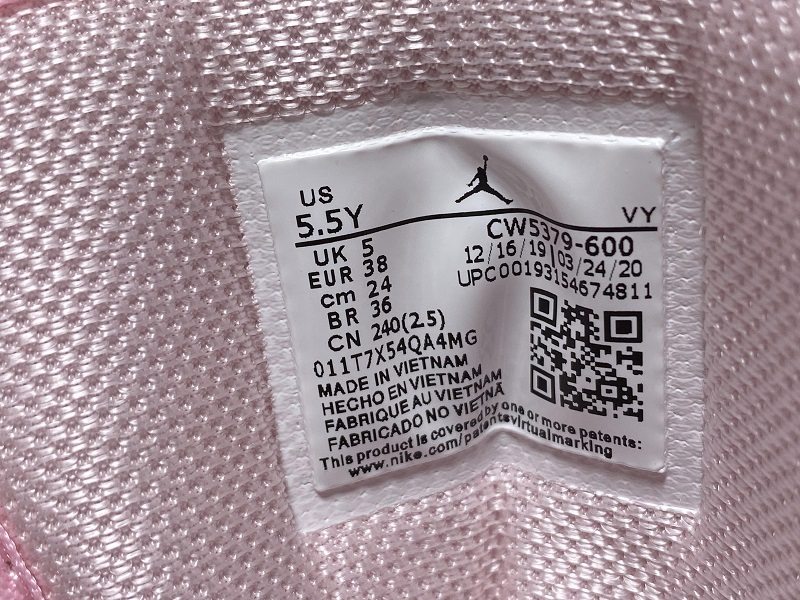 US
5.5Y VY
UK 5
EUR 38
cm 24
BR 36
CN 240(2.5)
CW5379-600
12/16/19 03/24/20
UPC00193154674811
011T7X54QA4MG
MADE IN VIETNAM
HECHO EN VIETNAM
FABRIQUE AU VIETNAM
FABRICADO NO VIETNÃ
This product is covered by one or more patents:
www.nike.com/patentsvirtualmarking